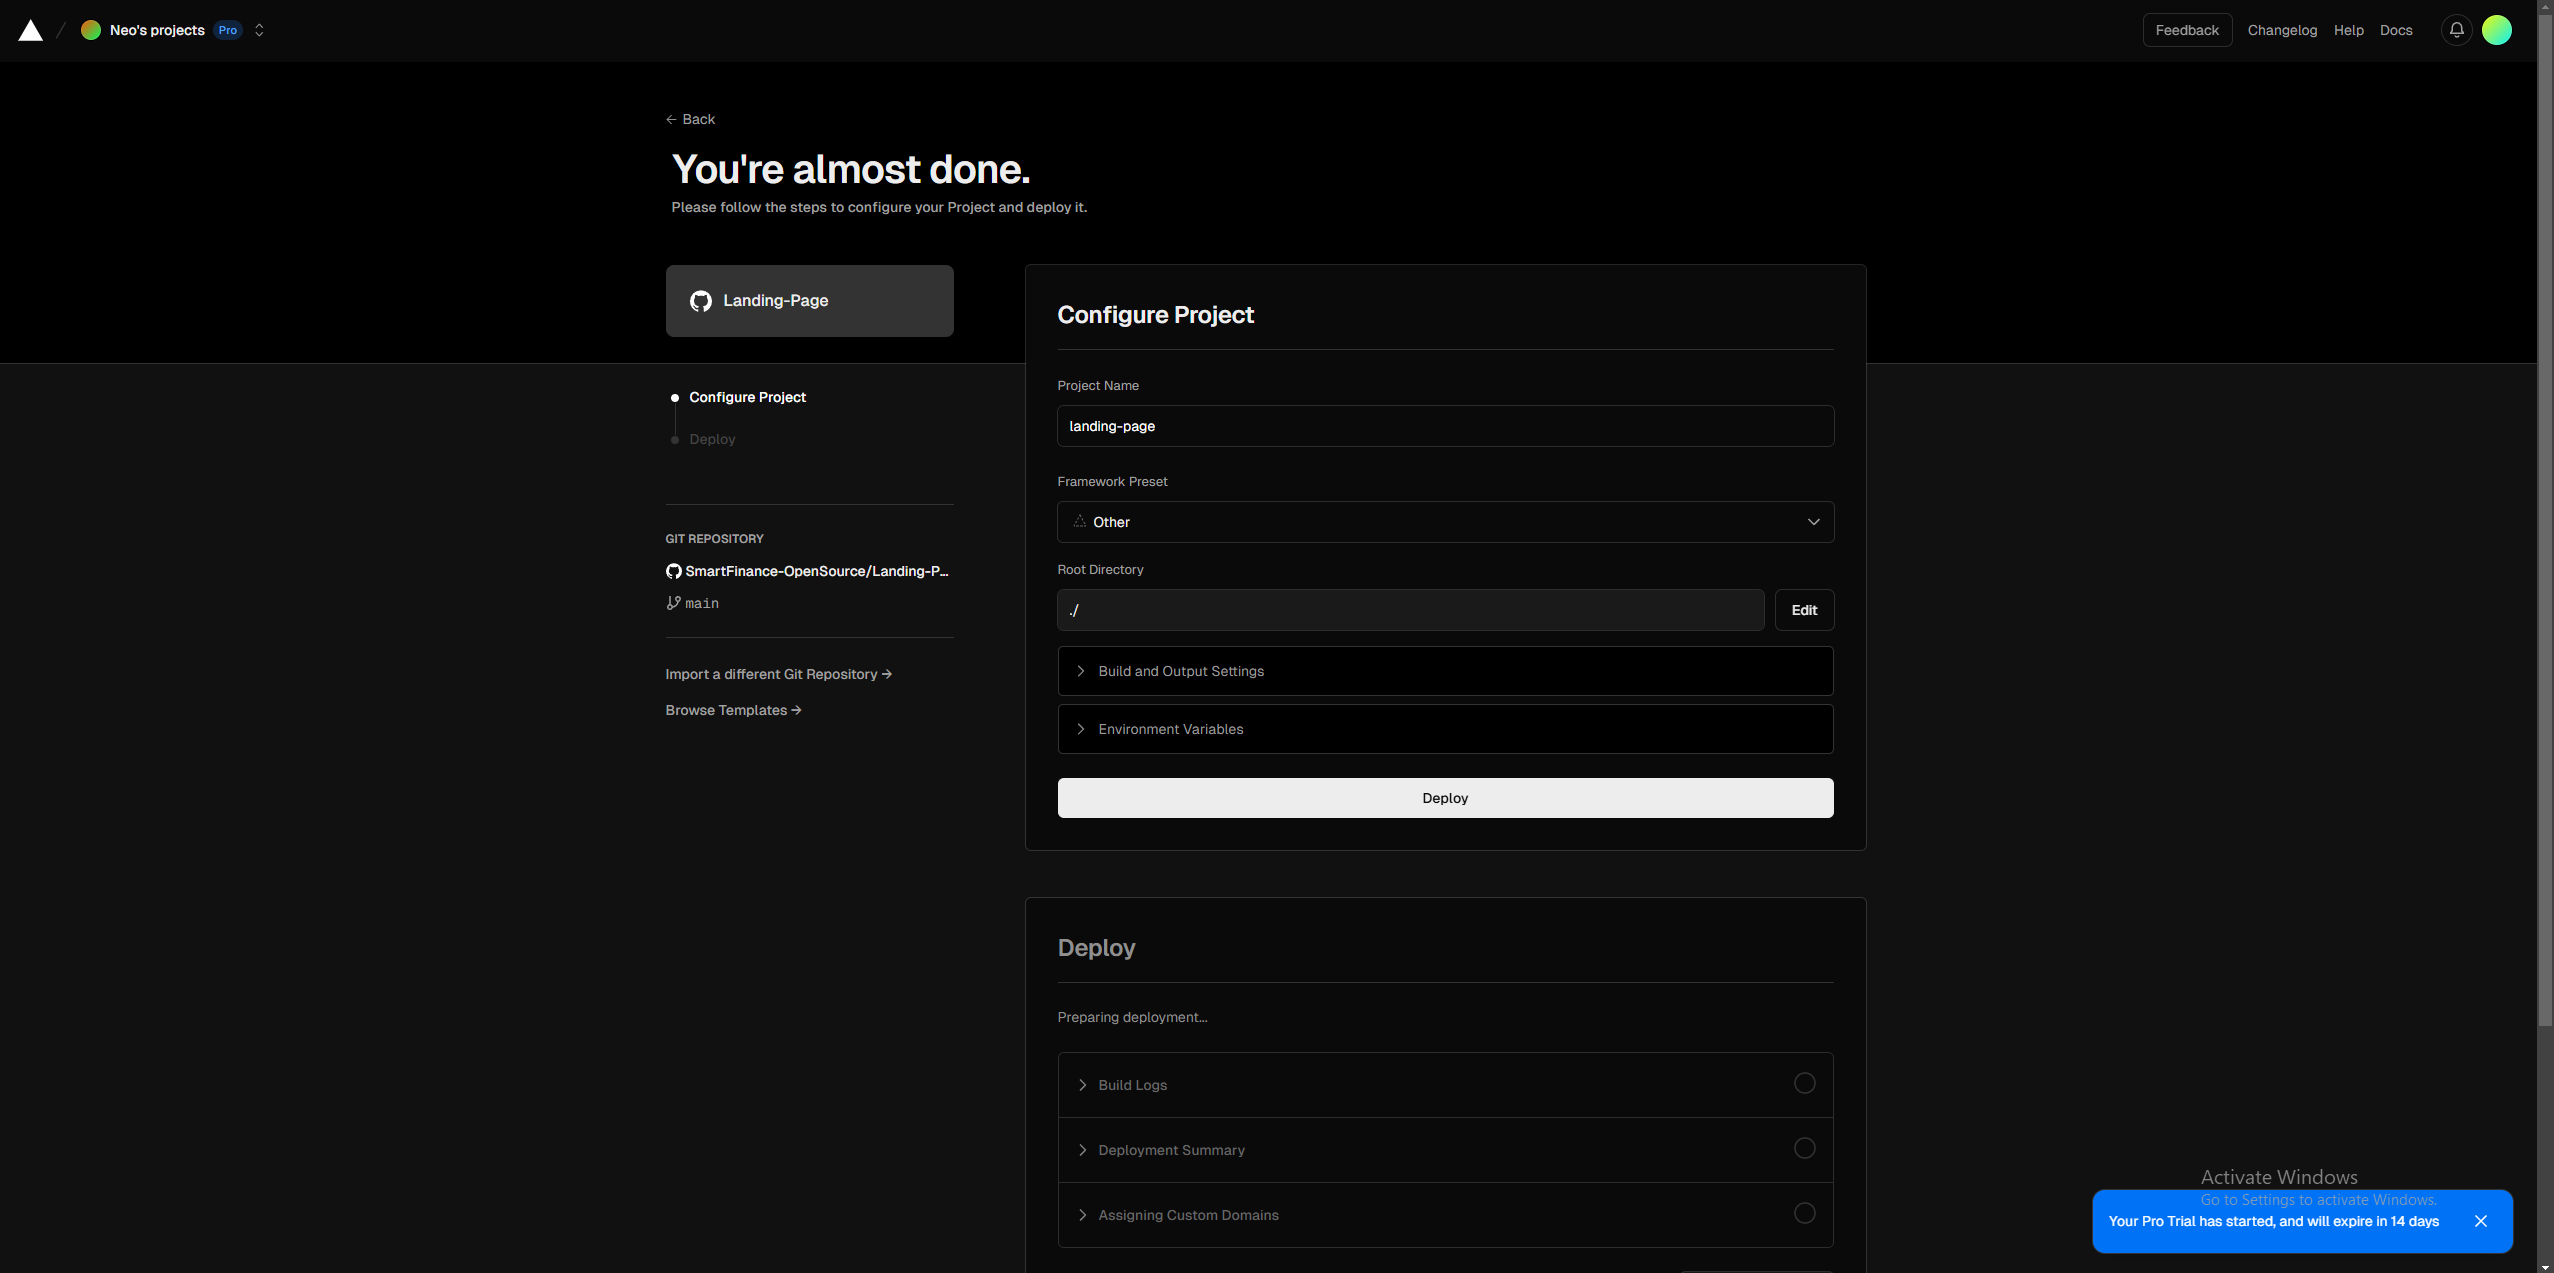 Neo's projects Pro
Feedback Changelog Help Docs
Back
You're almost done.
Please follow the steps to configure your Project and deploy it.
Landing-Page
Configure Project
Deploy
GIT REPOSITORY
SmartFinance-OpenSource/Landing-P...
main
Import a different Git Repository →
Browse Templates →
Configure Project
Project Name
landing-page
Framework Preset
Other
Root Directory
./
Edit
Build and Output Settings
Environment Variables
Deploy
Deploy
Preparing deployment...
Build Logs
Deployment Summary
Assigning Custom Domains
Activate Windows
Go to Settings to activate Windows.
Your Pro Trial has started, and will expire in 14 days